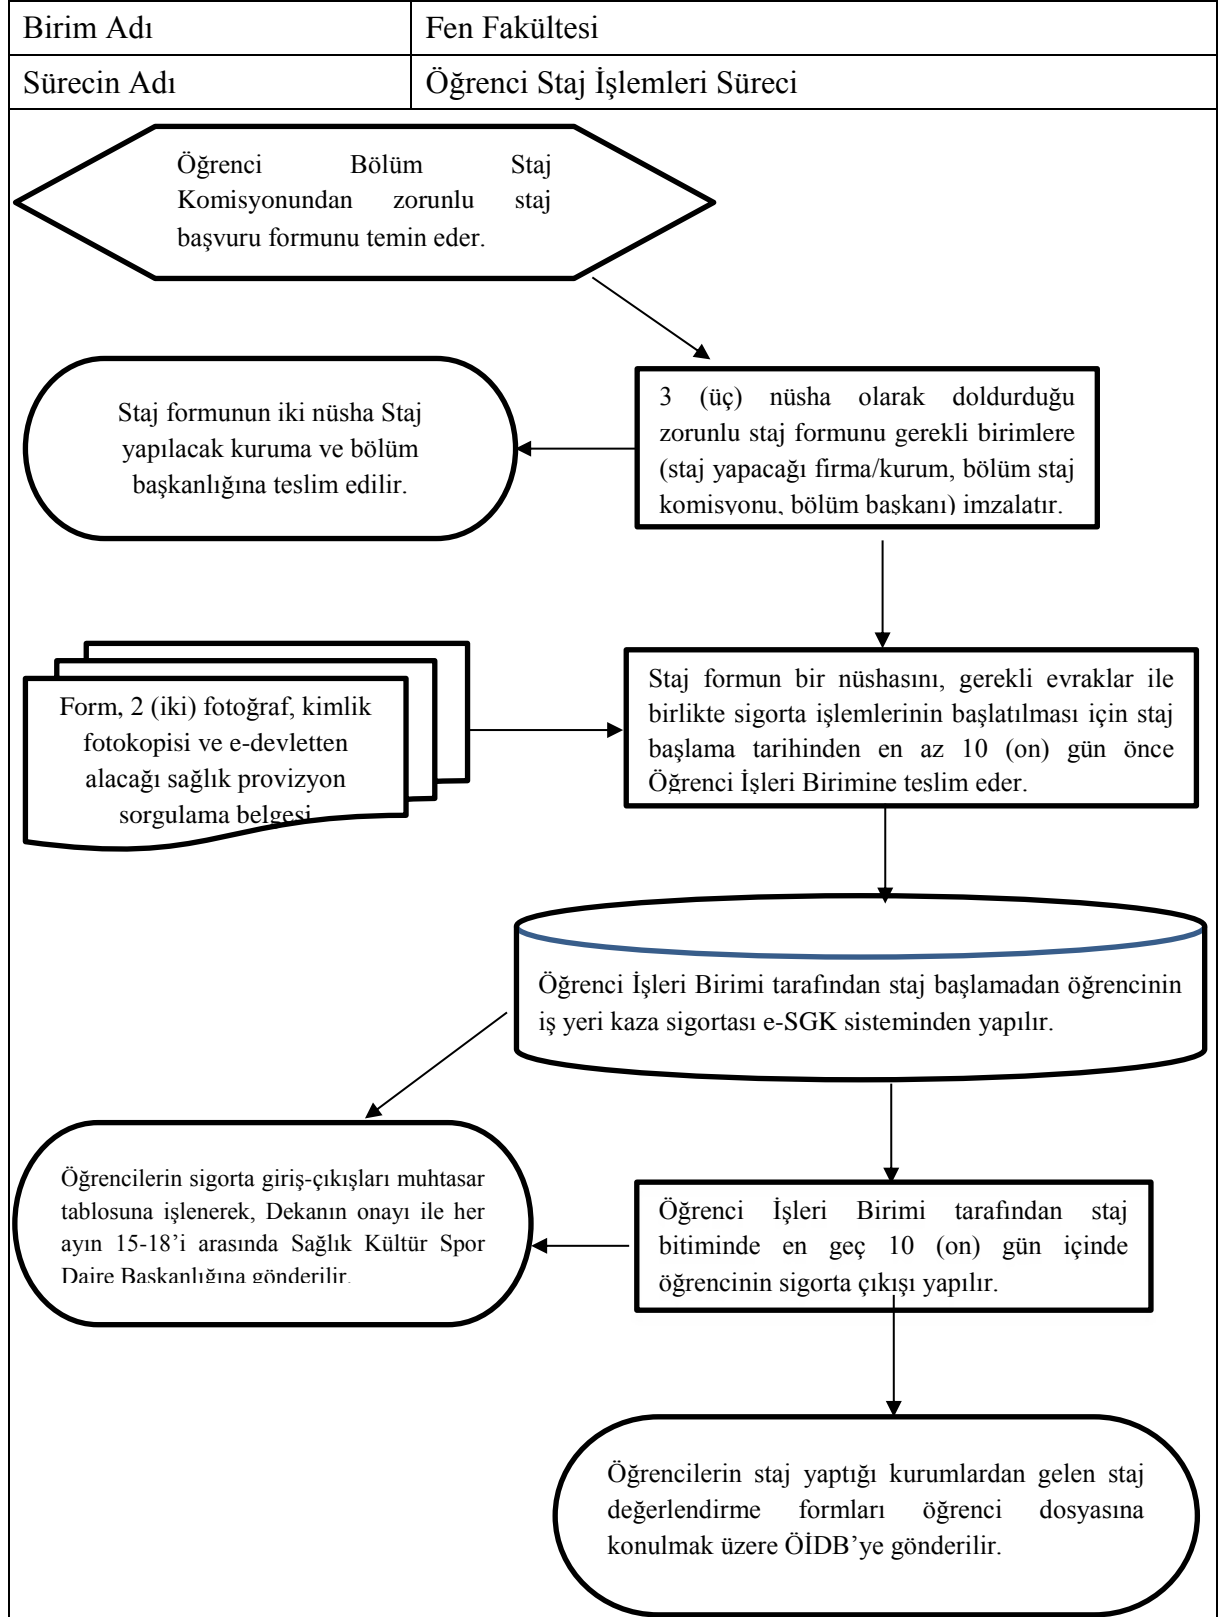 Birim Adı
Fen Fakültesi
Sürecin Adı
Öğrenci Staj İşlemleri Süreci
Öğrenci Bölüm Staj
Komisyonundan zorunlu staj
başvuru formunu temin eder.
3 (üç) nüsha olarak doldurduğu
zorunlu staj formunu gerekli birimlere
(staj yapacağı firma/kurum, bölüm staj
komisyonu, bölüm başkanı) imzalatır.
Staj formunun iki nüsha Staj
yapılacak kuruma ve bölüm
başkanlığına teslim edilir.
Form, 2 (iki) fotoğraf, kimlik
fotokopisi ve e-devletten
alacağı sağlık provizyon
sorgulama belgesi
Staj formun bir nüshasını, gerekli evraklar ile
birlikte sigorta işlemlerinin başlatılması için staj
başlama tarihinden en az 10 (on) gün önce
Öğrenci İşleri Birimine teslim eder.
Öğrenci İşleri Birimi tarafından staj başlamadan öğrencinin
iş yeri kaza sigortası e-SGK sisteminden yapılır.
Öğrencilerin sigorta giriş-çıkışları muhtasar
tablosuna işlenerek, Dekanın onayı ile her
ayın 15-18’i arasında Sağlık Kültür Spor
Daire Başkanlığına gönderilir.
Öğrenci İşleri Birimi tarafından staj
bitiminde en geç 10 (on) gün içinde
öğrencinin sigorta çıkışı yapılır.
Öğrencilerin staj yaptığı kurumlardan gelen staj
değerlendirme formları öğrenci dosyasına
konulmak üzere ÖİDB’ye gönderilir.